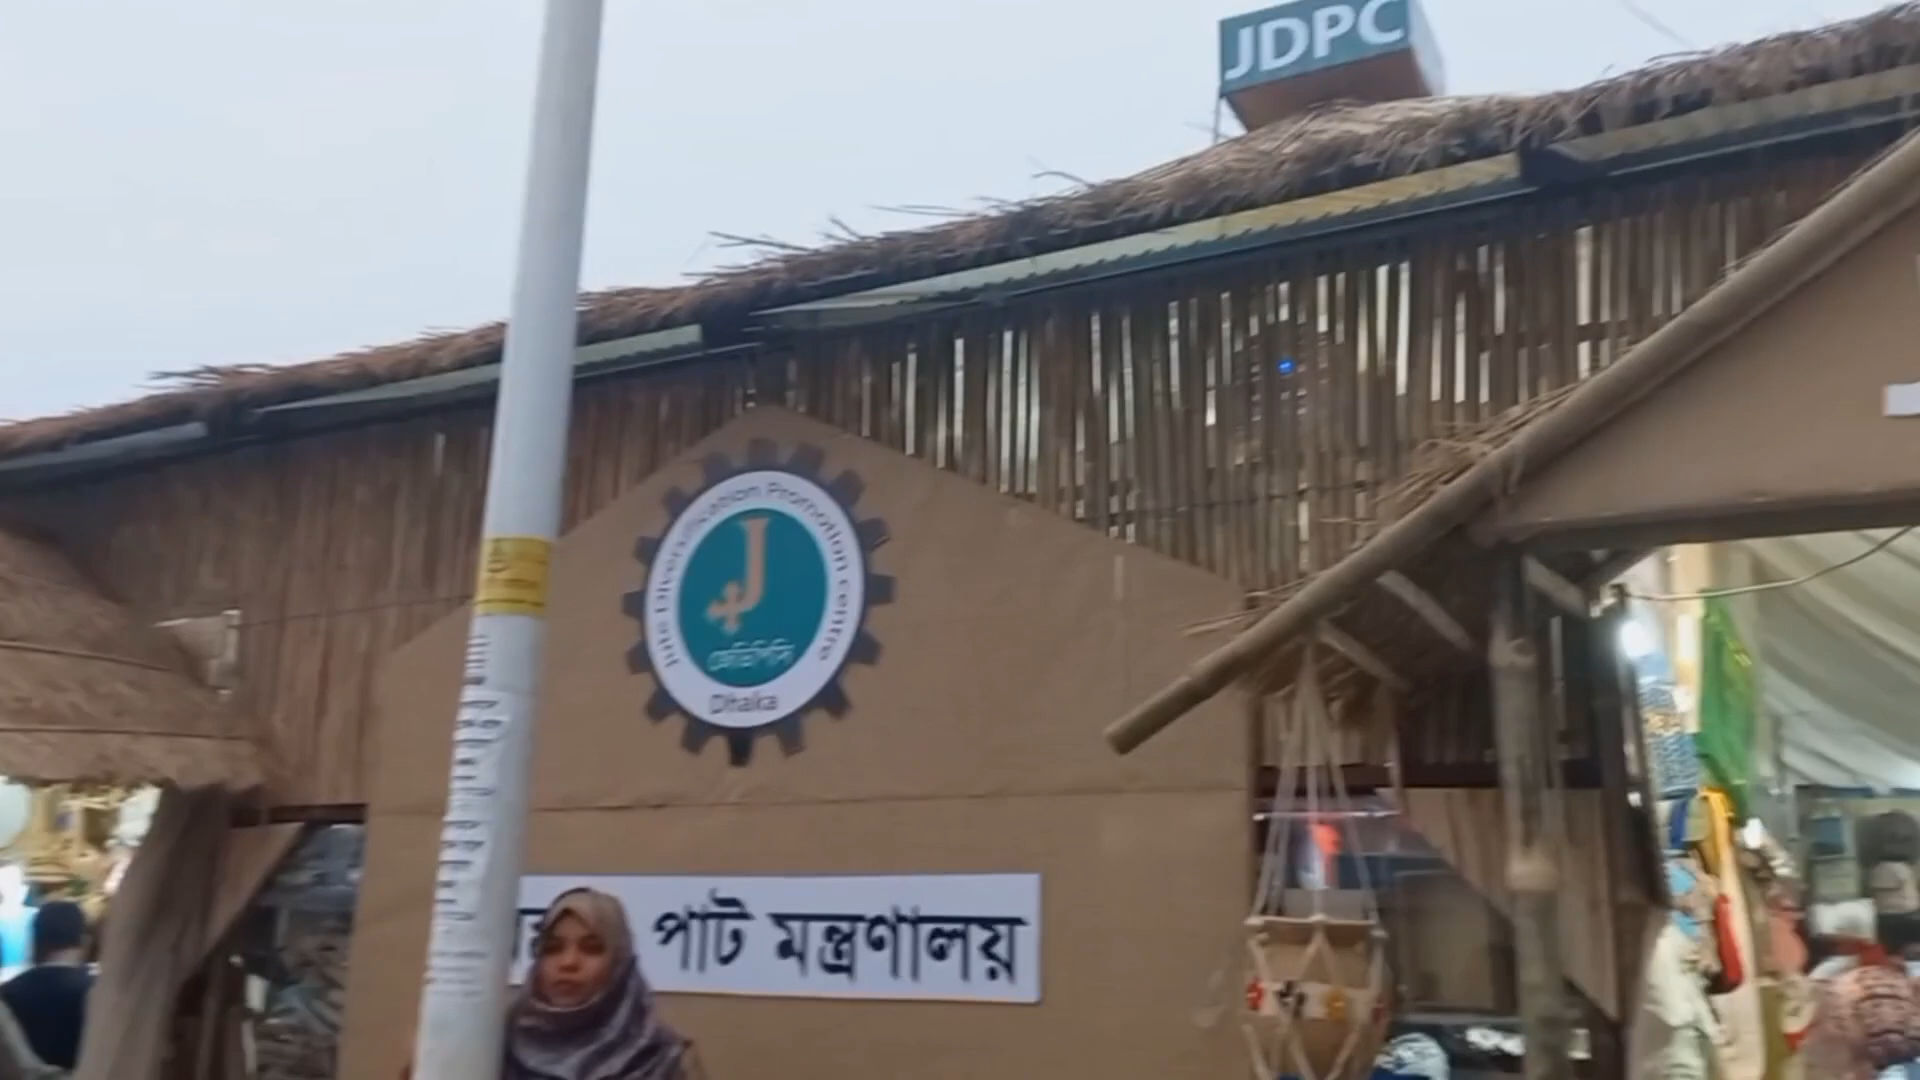 JDPC
Jute Diversification Promotion Centre
জেডিপিসি
Dhaka
পাট মন্ত্রণালয়